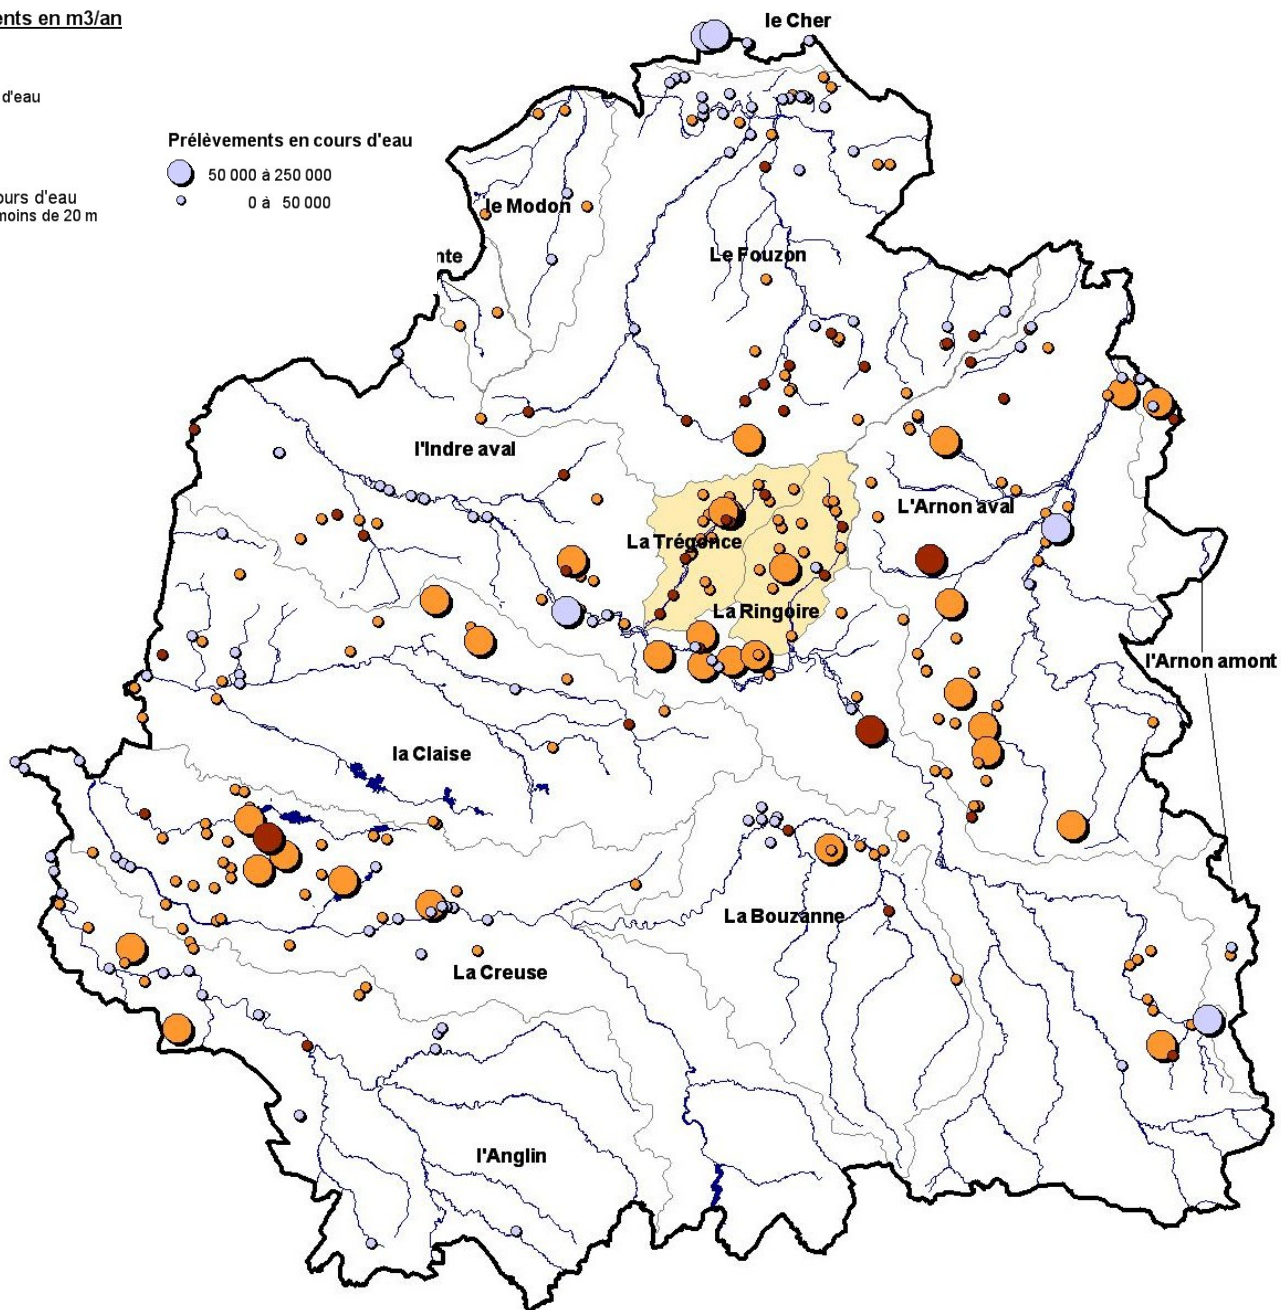 ents en m3/an
le Cher
d'eau
Prélèvements en cours d'eau
50 000 à 250 000
0 à 50 000
ours d'eau
moins de 20 m
le Modon
nte
Le Fouzon
l'Indre aval
L'Arnon aval
La Trégonce
La Ringoire
l'Arnon amont
la Claise
La Bouzanne
La Creuse
l'Anglin